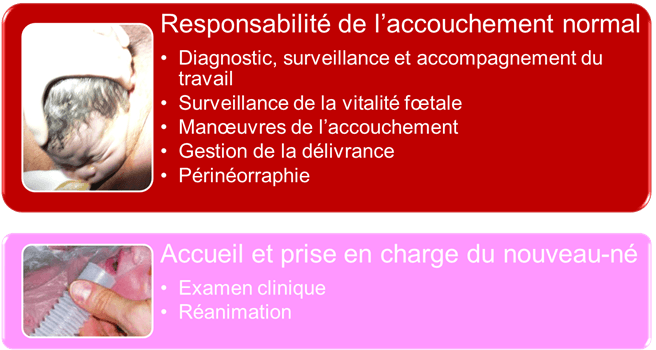 Responsabilité de l’accouchement normal
• Diagnostic, surveillance et accompagnement du
travail
• Surveillance de la vitalité fœtale
• Manœuvres de l’accouchement
• Gestion de la délivrance
• Périnéorraphie
Accueil et prise en charge du nouveau-né
• Examen clinique
• Réanimation